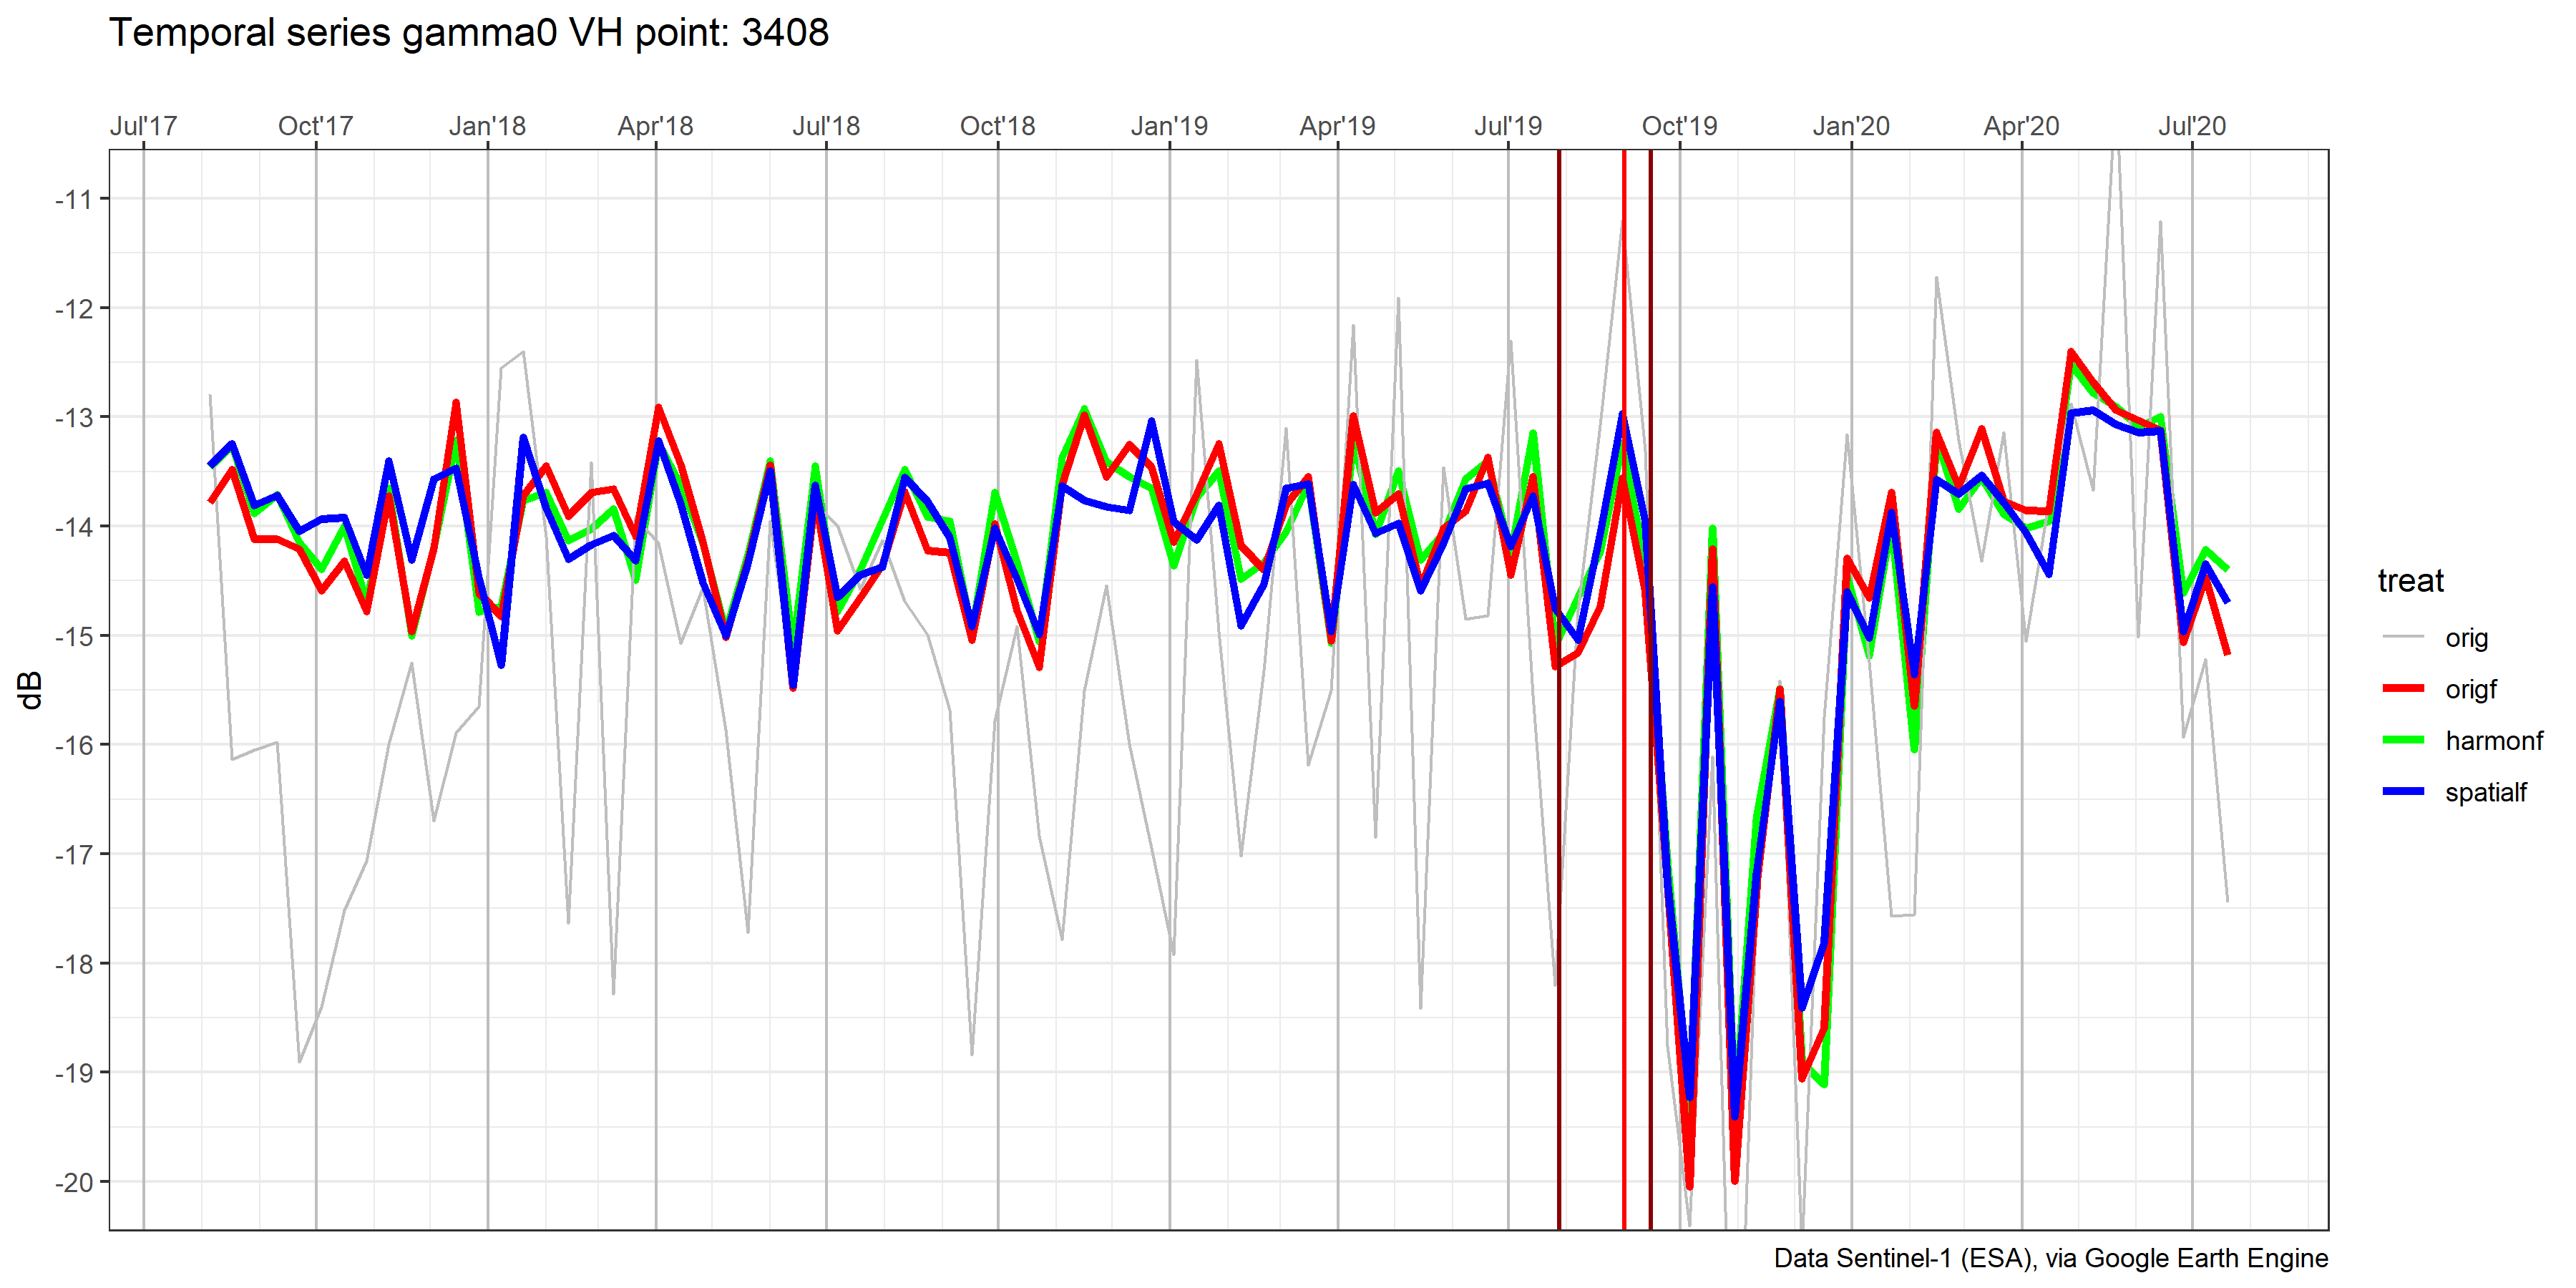 Temporal series gamma0 VH point: 3408
Jul'17 Oct'17 Jan'18 Apr'18 Jul'18 Oct'18 Jan'19 Apr'19 Jul'19 Oct'19 Jan'20 Apr'20 Jul'20
-11
-12
-13
-14
-15
-16
-17
-18
-19
-20
dB
treat
orig
origf
harmonf
spatialf
Data Sentinel-1 (ESA), via Google Earth Engine